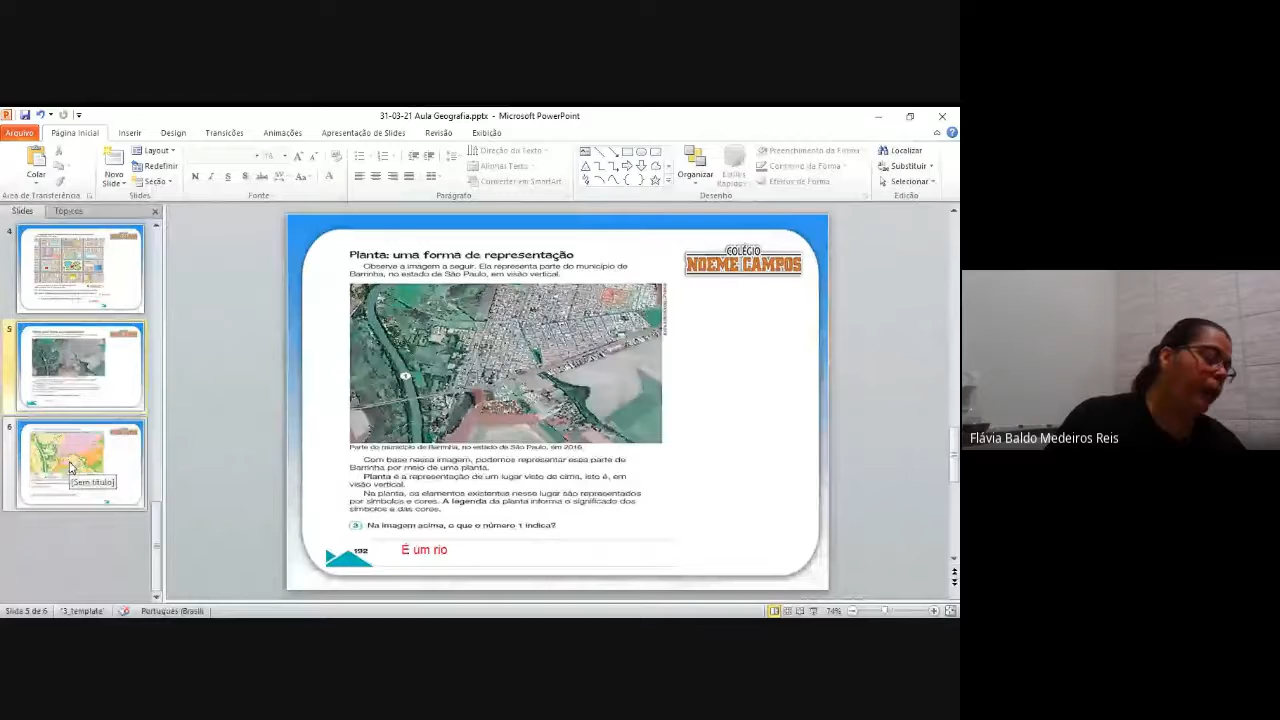 31-03-21 Aula Geografia.pptx - Microsoft PowerPoint
Arquivo Página Inicial Inserir Design Transições Animações Apresentação de Slides Revisão Exibição
Colar
Novo Slide
Layout
Redefinir
Seção
Direção do Texto
Alinhar Texto
Converter em SmartArt
Organizar
Estilos Rápidos
Preenchimento da Forma
Contorno da Forma
Efeitos de Forma
Localizar
Substituir
Selecionar
Área de Transferência Slides Fonte Parágrafo Desenho Edição
Slides Tópicos
4
5
6
[Sem título]
COLÉGIO
NOEME CAMPOS
Planta: uma forma de representação
Observe a imagem a seguir. Ela representa parte do município de
Barrinha, no estado de São Paulo, em visão vertical.
1
Parte do município de Barrinha, no estado de São Paulo, em 2016.
Com base nessa imagem, podemos representar essa parte de
Barrinha por meio de uma planta.
Planta é a representação de um lugar visto de cima, isto é, em
visão vertical.
Na planta, os elementos existentes nesse lugar são representados
por símbolos e cores. A legenda da planta informa o significado dos
símbolos e das cores.
3 Na imagem acima, o que o número 1 indica?
192 É um rio
Slide 5 de 6 "3_template" Português (Brasil) 74%
Flávia Baldo Medeiros Reis